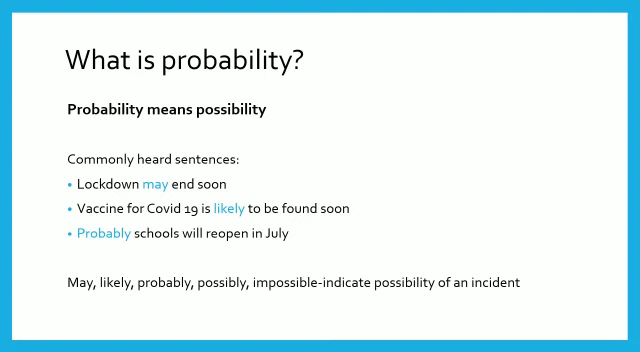 What is probability?
Probability means possibility
Commonly heard sentences:
• Lockdown may end soon
• Vaccine for Covid 19 is likely to be found soon
• Probably schools will reopen in July
May, likely, probably, possibly, impossible-indicate possibility of an incident